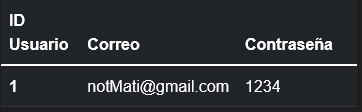 ID
Usuario Correo Contraseña
1 notMati@gmail.com 1234